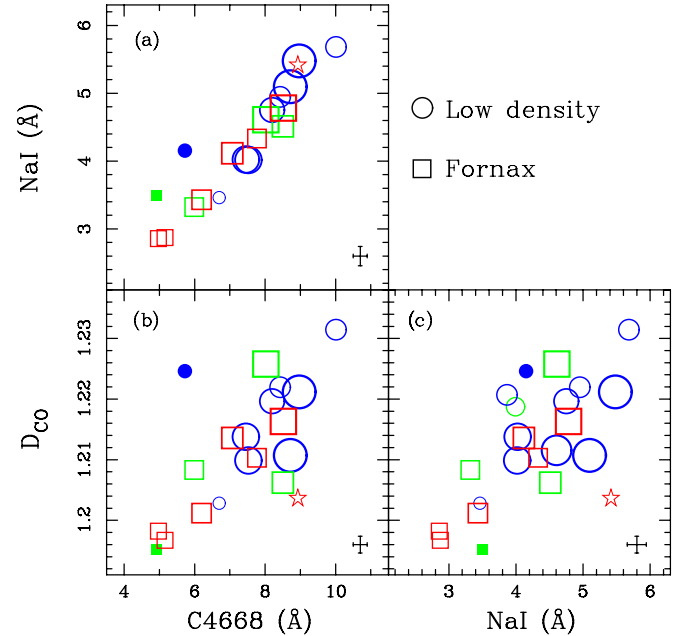 (a)
6
5
4
3
NaI (Å)
Low density
Fornax
(b)
(c)
1.23
1.22
1.21
1.2
D_CO
4 6 8 10
3 4 5 6
C4668 (Å)
NaI (Å)